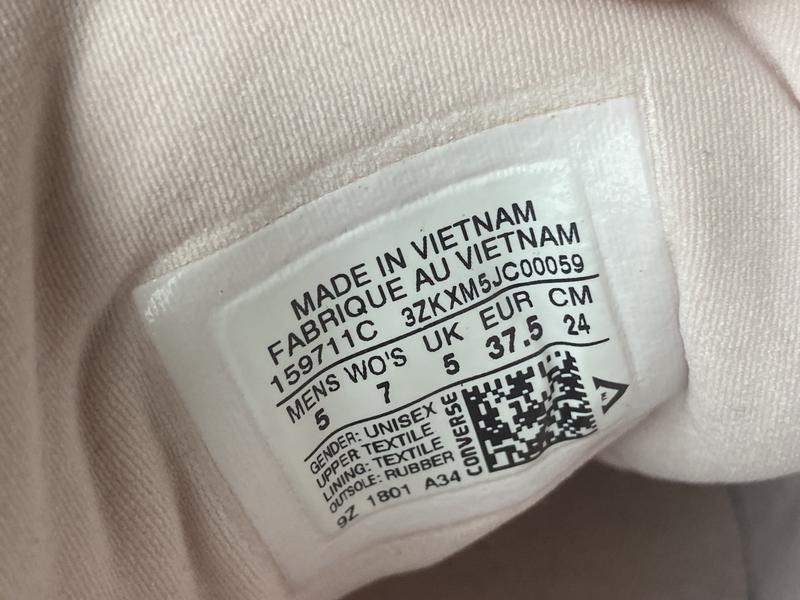 MADE IN VIETNAM
FABRIQUE AU VIETNAM
159711C 3ZKXM5JC00059
MENS WO'S UK EUR CM
5 7 5 37.5 24
GENDER: UNISEX
UPPER: TEXTILE
LINING: TEXTILE
OUTSOLE: RUBBER
9Z 1801 A34
CONVERSE